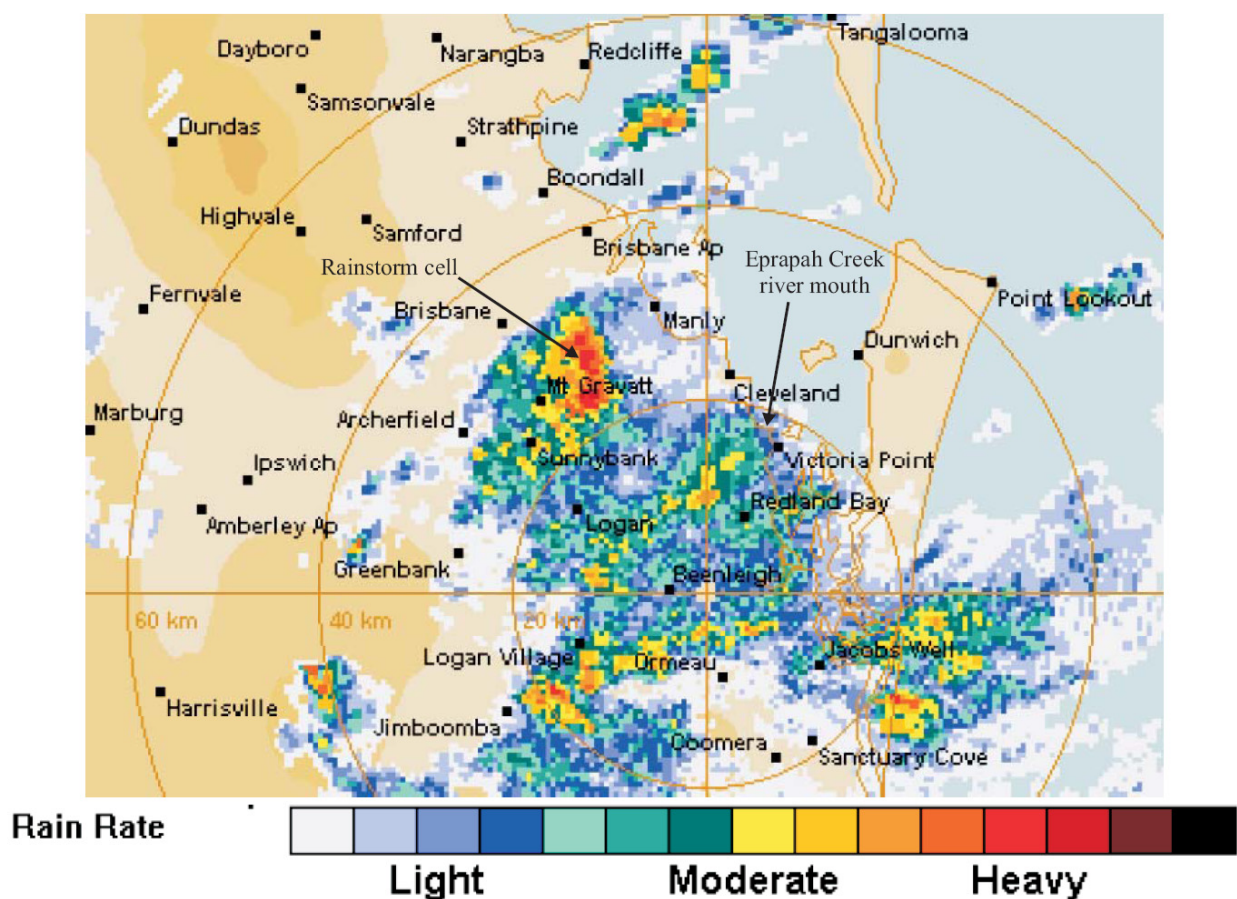 Tangalooma
Dayboro
Narangba
Redcliffe
Samsonvale
Dundas
Strathpine
Boondall
Highvale
Samford
Brisbane Ap
Rainstorm cell
Eprapah Creek
river mouth
Fernvale
Point Lookout
Brisbane
Manly
Dunwich
Mt Gravatt
Cleveland
Marburg
Archerfield
Ipswich
Sunnybank
Victoria Point
Redland Bay
Amberley Ap
Logan
Greenbank
Beenleigh
60 km
40 km
20 km
Logan Village
Ormeau
Jacobs Well
Harrisville
Jimboomba
Coomera
Sanctuary Cove
Rain Rate
Light
Moderate
Heavy